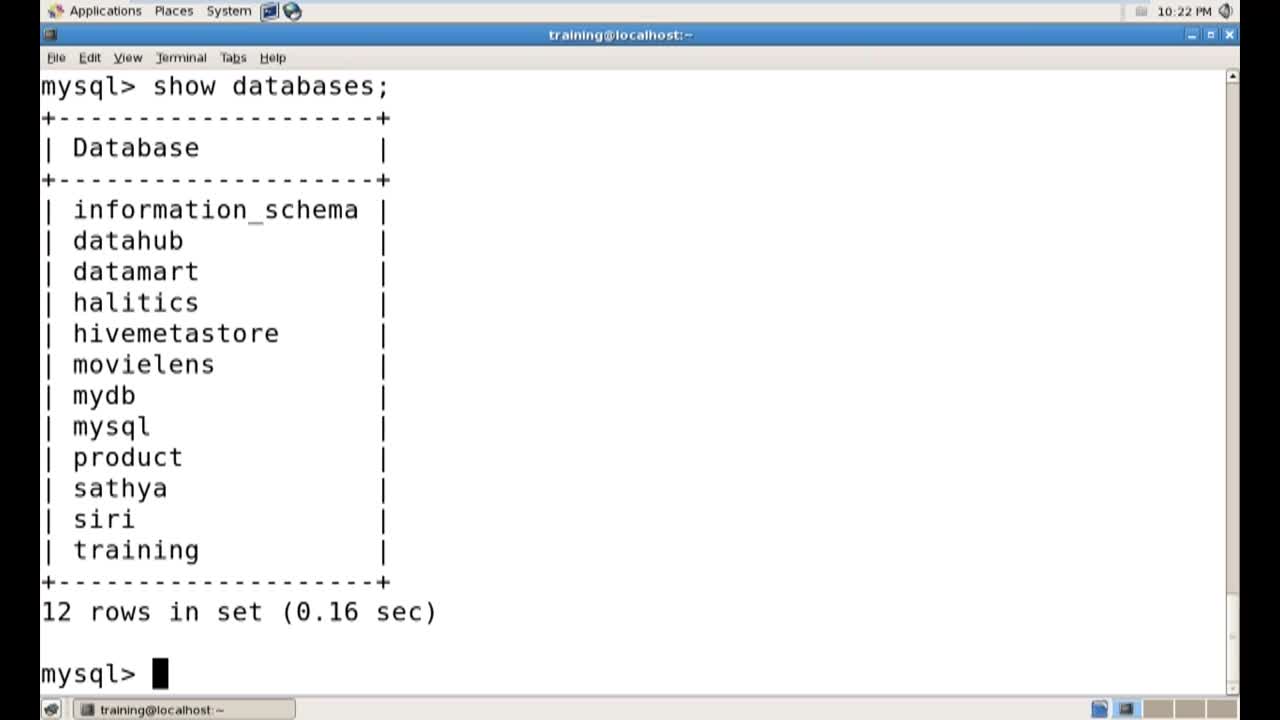 Applications Places System 10:22 PM
training@localhost:~
File Edit View Terminal Tabs Help
mysql> show databases;
+--------------------+
| Database           |
+--------------------+
| information_schema |
| datahub            |
| datamart           |
| halitics           |
| hivemetastore      |
| movielens          |
| mydb               |
| mysql              |
| product            |
| sathya             |
| siri               |
| training           |
+--------------------+
12 rows in set (0.16 sec)
mysql>
training@localhost:~